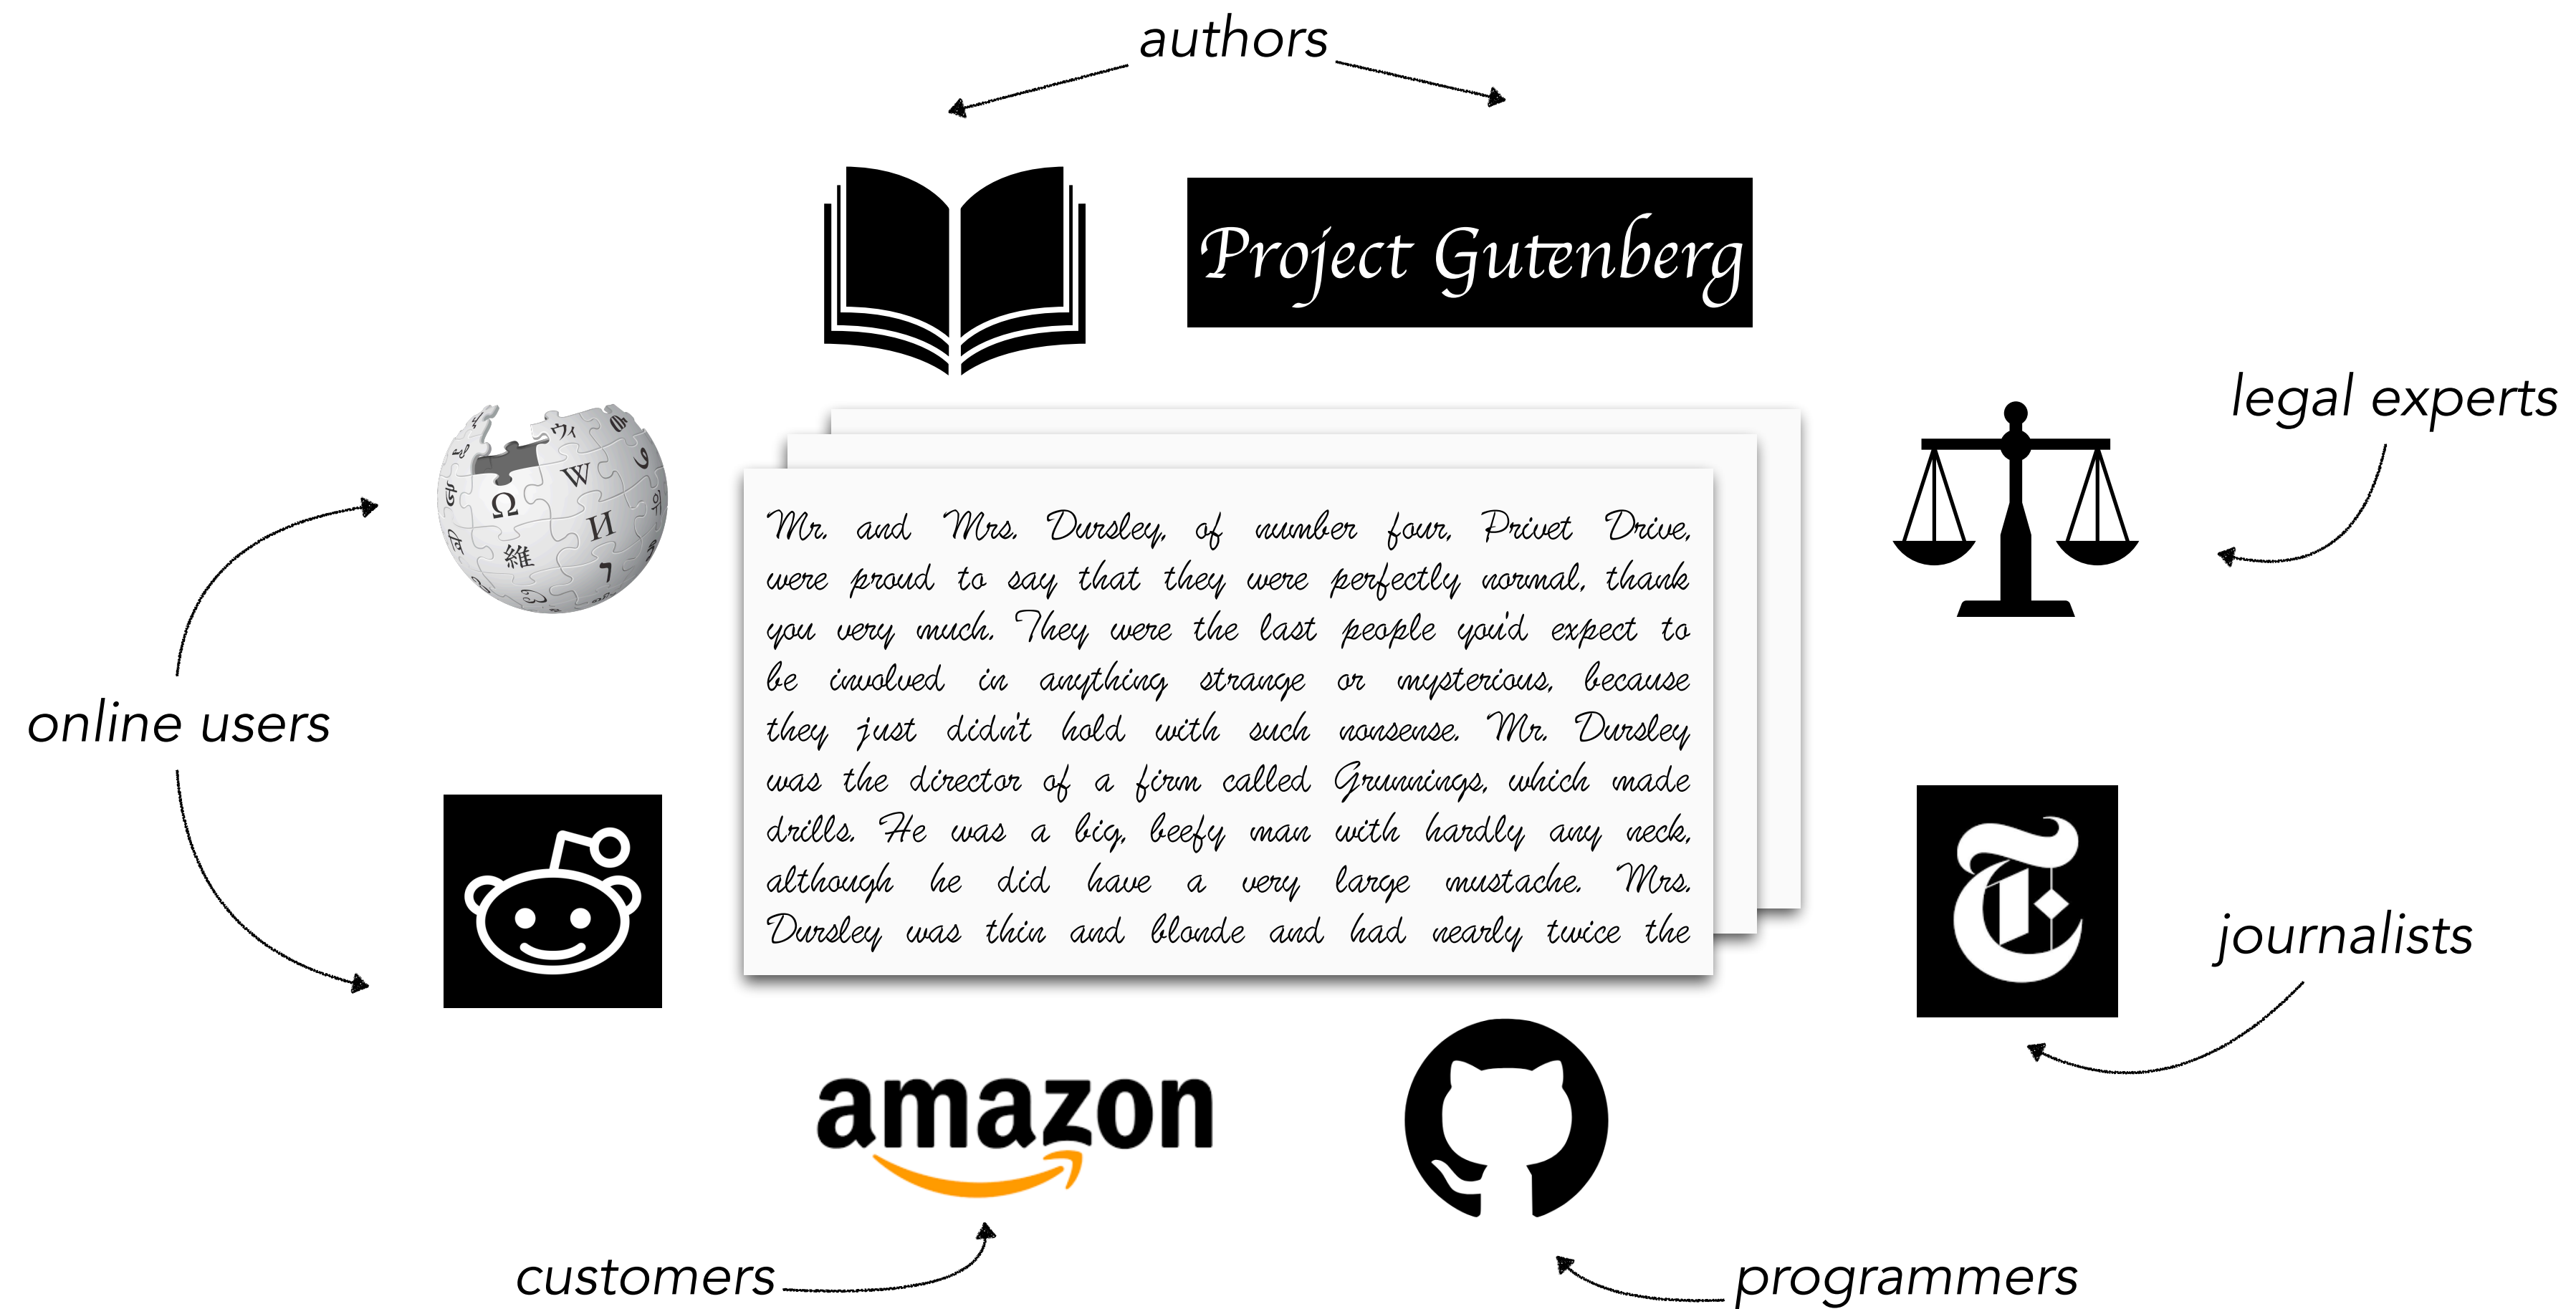 authors
Project Gutenberg
legal experts
W
Ω
И
維
ウィ
Mr. and Mrs. Dursley, of number four, Privet Drive,
were proud to say that they were perfectly normal, thank
you very much. They were the last people you'd expect to
be involved in anything strange or mysterious, because
they just didn't hold with such nonsense. Mr. Dursley
was the director of a firm called Grunnings, which made
drills. He was a big, beefy man with hardly any neck,
although he did have a very large mustache. Mrs.
Dursley was thin and blonde and had nearly twice the
online users
T
journalists
amazon
customers
programmers